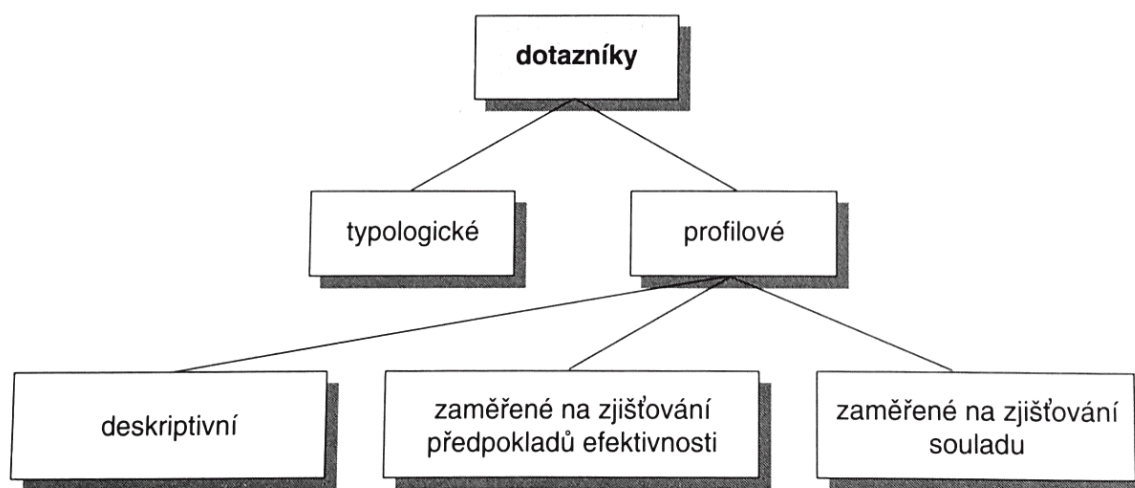 dotazníky
typologické
profilové
deskriptivní
zaměřené na zjišťování
předpokladů efektivnosti
zaměřené na zjišťování
souladu